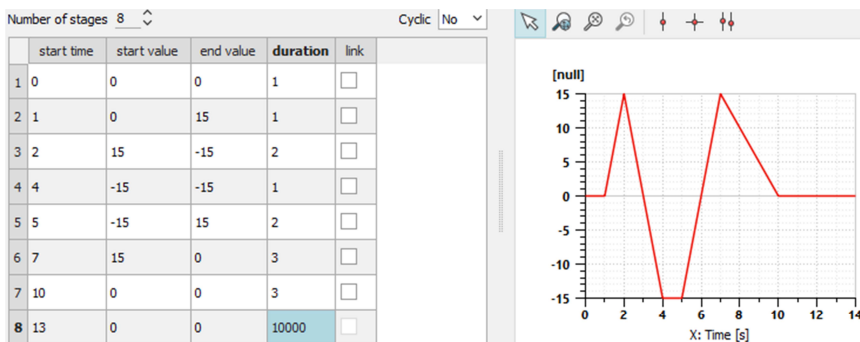 Number of stages 8 Cyclic No
start time start value end value duration link
1 0 0 0 1
2 1 0 15 1
3 2 15 -15 2
4 4 -15 -15 1
5 5 -15 15 2
6 7 15 0 3
7 10 0 0 3
8 13 0 0 10000
[null]
15
10
5
0
-5
-10
-15
0 2 4 6 8 10 12 14
X: Time [s]